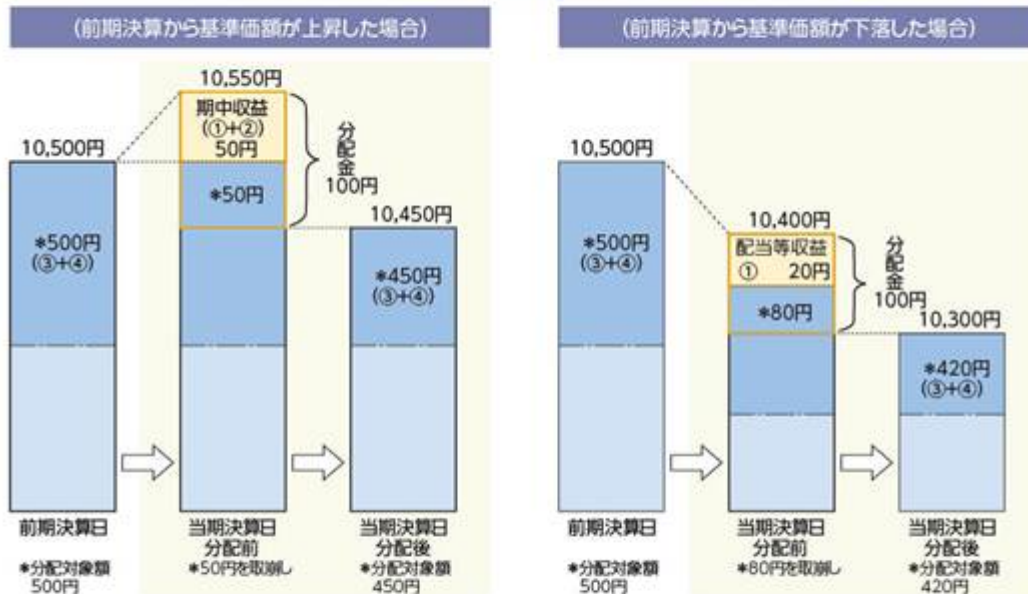 (前期決算から基準価額が上昇した場合)
10,550円
期中収益
(①+②)
50円
10,500円
*50円
分配金
100円
10,450円
*500円
(③+④)
*450円
(③+④)
前期決算日
当期決算日
分配前
当期決算日
分配後
*分配対象額
500円
*50円を取崩し
*分配対象額
450円
(前期決算から基準価額が下落した場合)
10,500円
10,400円
配当等収益
① 20円
*80円
分配金
100円
10,300円
*500円
(③+④)
*420円
(③+④)
前期決算日
当期決算日
分配前
当期決算日
分配後
*分配対象額
500円
*80円を取崩し
*分配対象額
420円